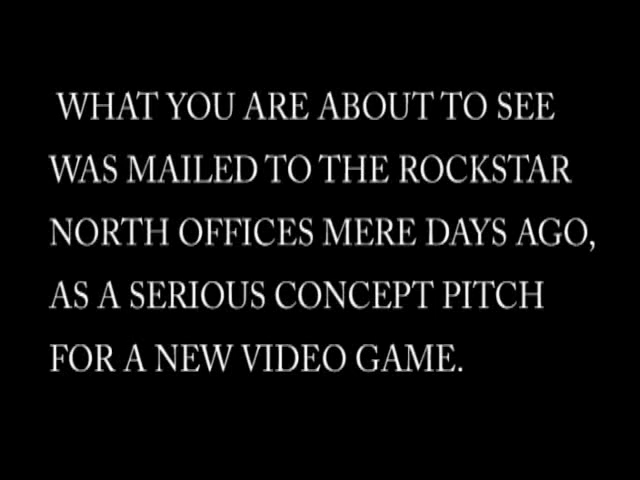 WHAT YOU ARE ABOUT TO SEE
WAS MAILED TO THE ROCKSTAR
NORTH OFFICES MERE DAYS AGO,
AS A SERIOUS CONCEPT PITCH
FOR A NEW VIDEO GAME.